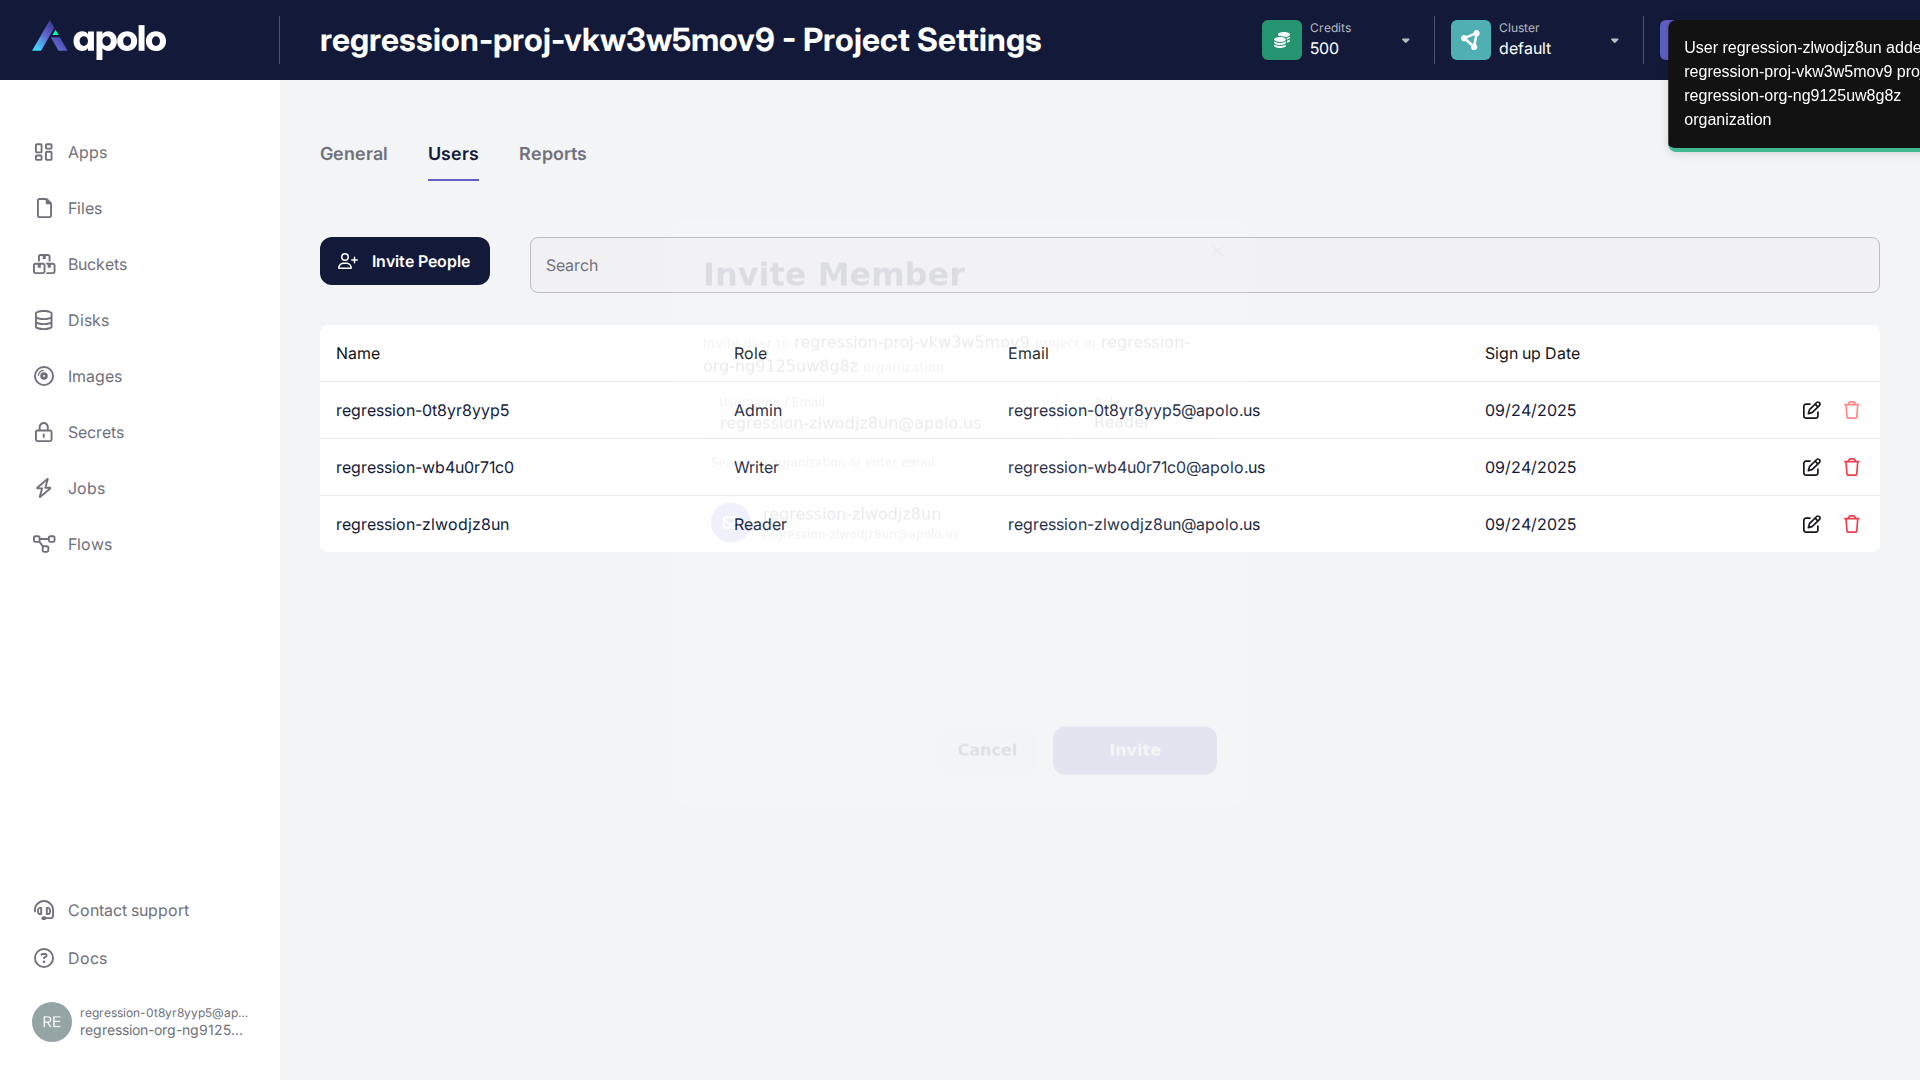 apolo
regression-proj-vkw3w5mov9 - Project Settings
Credits
500
Cluster
default
User regression-zlwodjz8un adde
regression-proj-vkw3w5mov9 pro
regression-org-ng9125uw8g8z
organization
Apps
Files
Buckets
Disks
Images
Secrets
Jobs
Flows
General
Users
Reports
Invite People
Search
Invite Member
Invite user to regression-proj-vkw3w5mov9 project in regression-
org-ng9125uw8g8z organization
Username / Email
regression-zlwodjz8un@apolo.us
Reader
Search organization or enter email
regression-zlwodjz8un
regression-zlwodjz8un@apolo.us
Cancel
Invite
Name Role Email Sign up Date
regression-0t8yr8yyp5 Admin regression-0t8yr8yyp5@apolo.us 09/24/2025
regression-wb4u0r71c0 Writer regression-wb4u0r71c0@apolo.us 09/24/2025
regression-zlwodjz8un Reader regression-zlwodjz8un@apolo.us 09/24/2025
Contact support
Docs
RE
regression-0t8yr8yyp5@ap...
regression-org-ng9125...